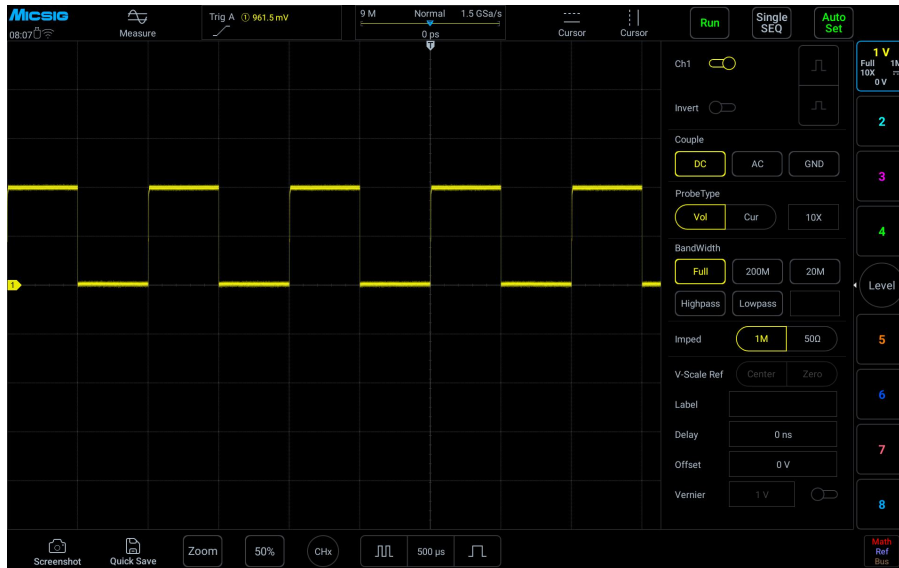 Micsig
08:07
Measure
Trig A ① 961.5 mV
9 M Normal 1.5 GSa/s
0 ps
Cursor
Cursor
Run
Single SEQ
Auto Set
T
1
Ch1
Invert
Couple
DC AC GND
ProbeType
Vol Cur 10X
BandWidth
Full 200M 20M
Highpass Lowpass
Imped 1M 50Ω
V-Scale Ref Center Zero
Label
Delay 0 ns
Offset 0 V
Vernier 1 V
1 V
Full 1M
10X
0 V
2
3
4
Level
5
6
7
8
Math
Ref
Bus
Screenshot
Quick Save
Zoom
50%
CHx
500 µs